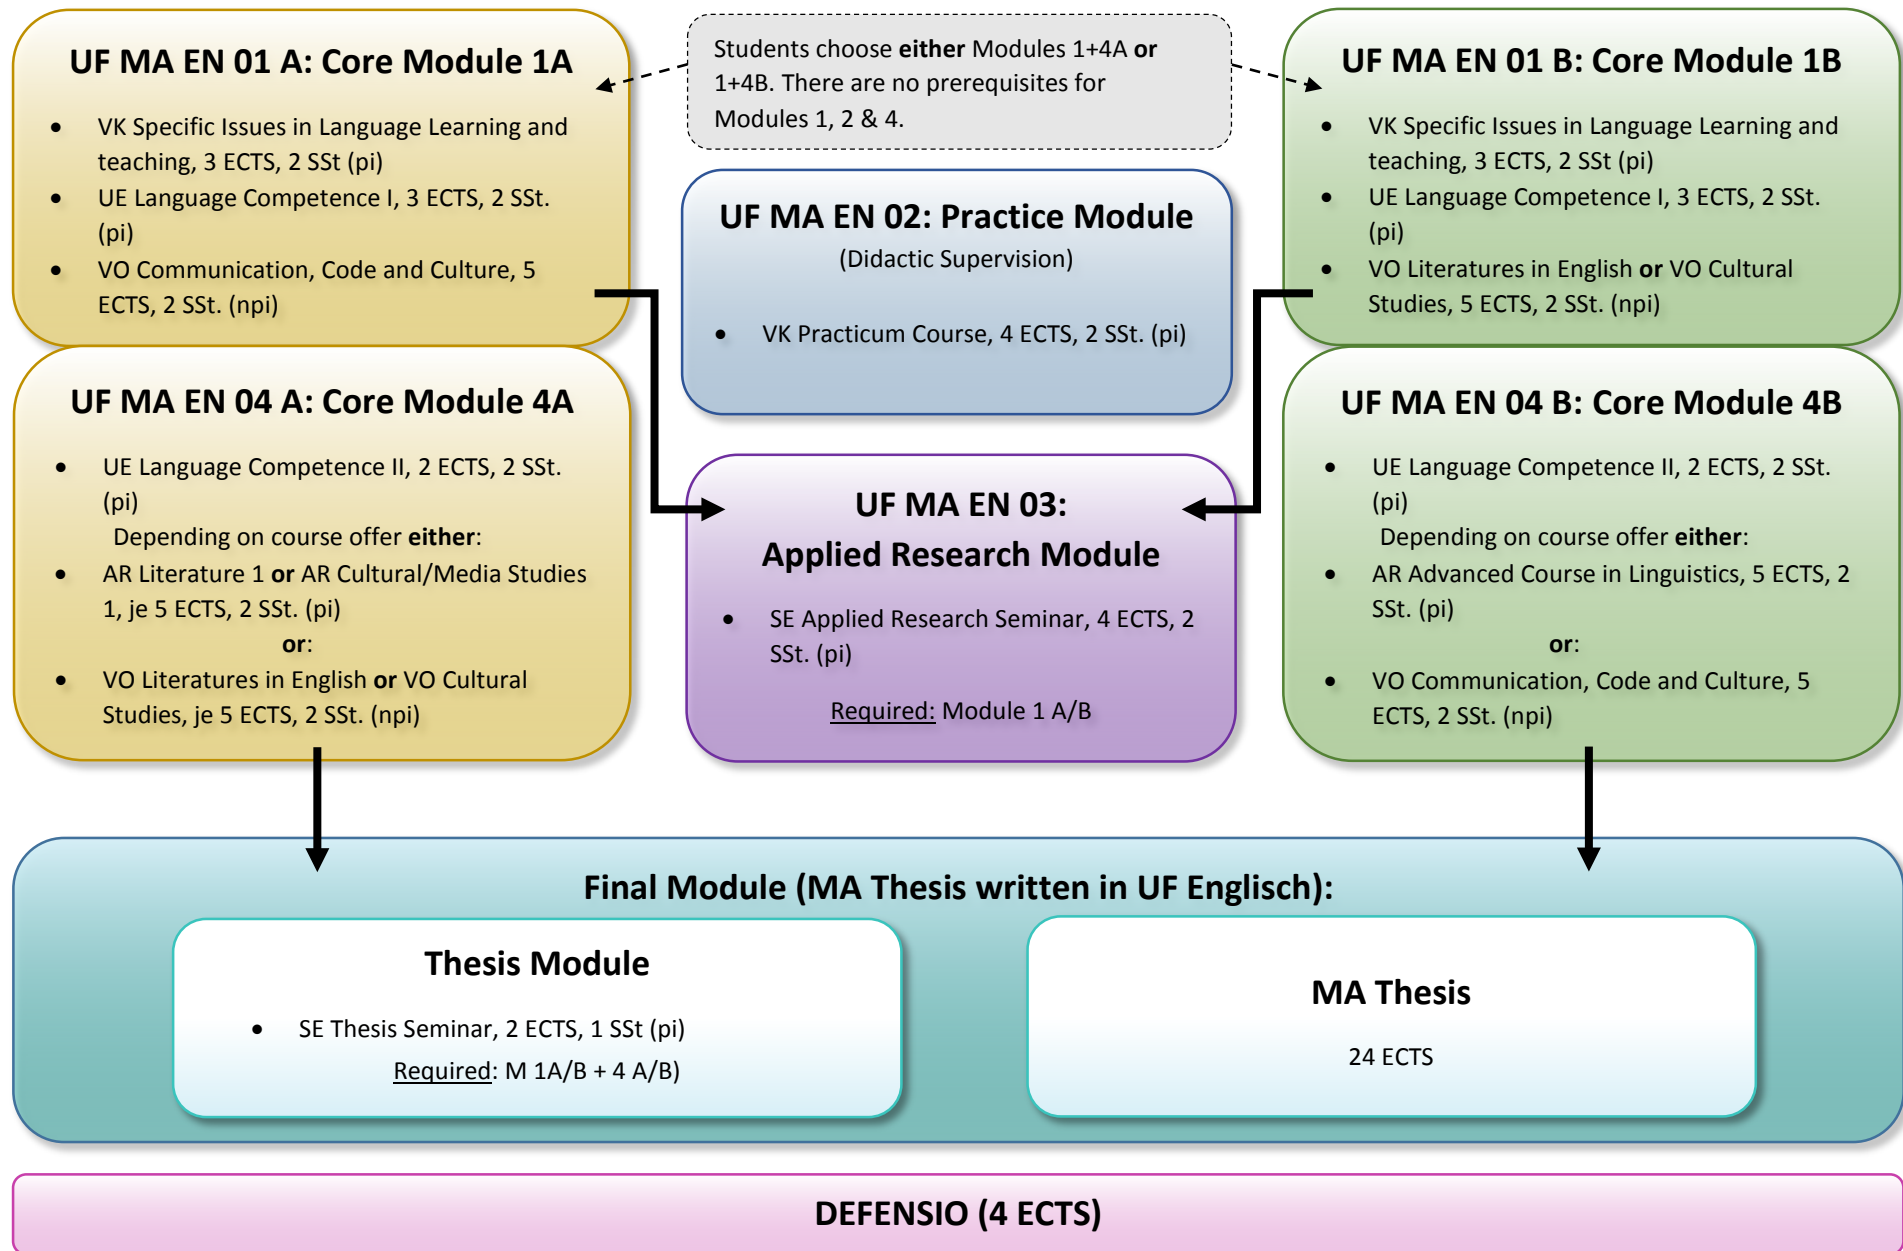 UF MA EN 01 A: Core Module 1A
• VK Specific Issues in Language Learning and
teaching, 3 ECTS, 2 SSt (pi)
• UE Language Competence I, 3 ECTS, 2 SSt.
(pi)
• VO Communication, Code and Culture, 5
ECTS, 2 SSt. (npi)
Students choose either Modules 1+4A or
1+4B. There are no prerequisites for
Modules 1, 2 & 4.
UF MA EN 01 B: Core Module 1B
• VK Specific Issues in Language Learning and
teaching, 3 ECTS, 2 SSt (pi)
• UE Language Competence I, 3 ECTS, 2 SSt.
(pi)
• VO Literatures in English or VO Cultural
Studies, 5 ECTS, 2 SSt. (npi)
UF MA EN 02: Practice Module
(Didactic Supervision)
• VK Practicum Course, 4 ECTS, 2 SSt. (pi)
UF MA EN 04 A: Core Module 4A
• UE Language Competence II, 2 ECTS, 2 SSt.
(pi)
Depending on course offer either:
• AR Literature 1 or AR Cultural/Media Studies
1, je 5 ECTS, 2 SSt. (pi)
or:
• VO Literatures in English or VO Cultural
Studies, je 5 ECTS, 2 SSt. (npi)
UF MA EN 03:
Applied Research Module
• SE Applied Research Seminar, 4 ECTS, 2
SSt. (pi)
Required: Module 1 A/B
UF MA EN 04 B: Core Module 4B
• UE Language Competence II, 2 ECTS, 2 SSt.
(pi)
Depending on course offer either:
• AR Advanced Course in Linguistics, 5 ECTS, 2
SSt. (pi)
or:
• VO Communication, Code and Culture, 5
ECTS, 2 SSt. (npi)
Final Module (MA Thesis written in UF Englisch):
Thesis Module
• SE Thesis Seminar, 2 ECTS, 1 SSt (pi)
Required: M 1A/B + 4 A/B)
MA Thesis
24 ECTS
DEFENSIO (4 ECTS)